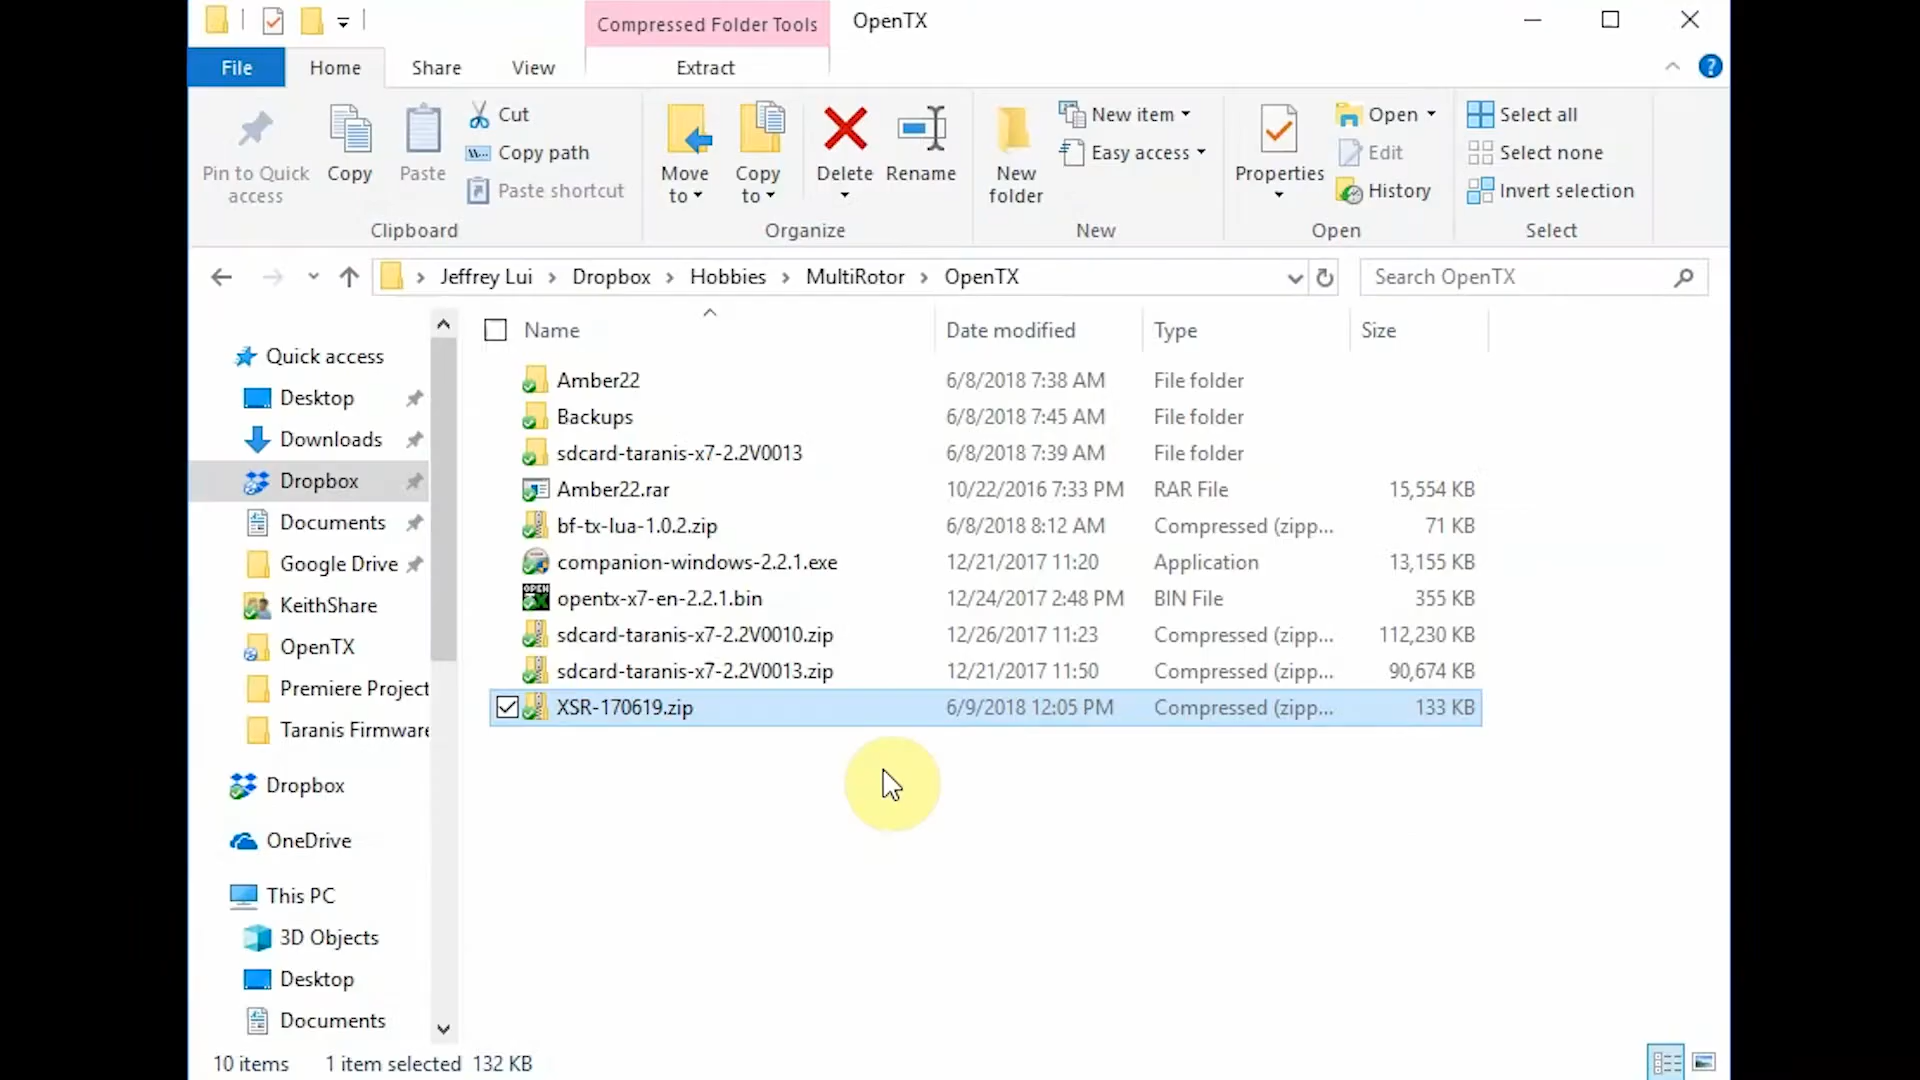 Compressed Folder Tools
OpenTX
File
Home
Share
View
Extract
?
Pin to Quick access
Copy
Paste
Cut
Copy path
Paste shortcut
Clipboard
Move to
Copy to
Delete
Rename
Organize
New folder
New item
Easy access
New
Properties
Open
Edit
History
Open
Select all
Select none
Invert selection
Select
Jeffrey Lui > Dropbox > Hobbies > MultiRotor > OpenTX
Search OpenTX
Name Date modified Type Size
Quick access
Desktop
Downloads
Dropbox
Documents
Google Drive
KeithShare
OpenTX
Premiere Project
Taranis Firmware
Dropbox
OneDrive
This PC
3D Objects
Desktop
Documents
Amber22 6/8/2018 7:38 AM File folder
Backups 6/8/2018 7:45 AM File folder
sdcard-taranis-x7-2.2V0013 6/8/2018 7:39 AM File folder
Amber22.rar 10/22/2016 7:33 PM RAR File 15,554 KB
bf-tx-lua-1.0.2.zip 6/8/2018 8:12 AM Compressed (zipp... 71 KB
companion-windows-2.2.1.exe 12/21/2017 11:20 Application 13,155 KB
opentx-x7-en-2.2.1.bin 12/24/2017 2:48 PM BIN File 355 KB
sdcard-taranis-x7-2.2V0010.zip 12/26/2017 11:23 Compressed (zipp... 112,230 KB
sdcard-taranis-x7-2.2V0013.zip 12/21/2017 11:50 Compressed (zipp... 90,674 KB
XSR-170619.zip 6/9/2018 12:05 PM Compressed (zipp... 133 KB
10 items 1 item selected 132 KB